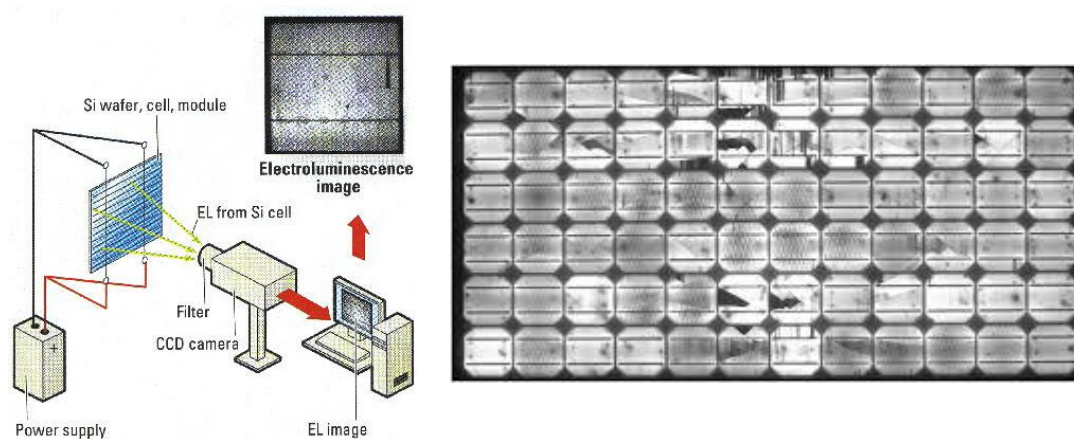 Si wafer, cell, module
Electroluminescence
image
EL from Si cell
Filter
CCD camera
Power supply
EL image
+